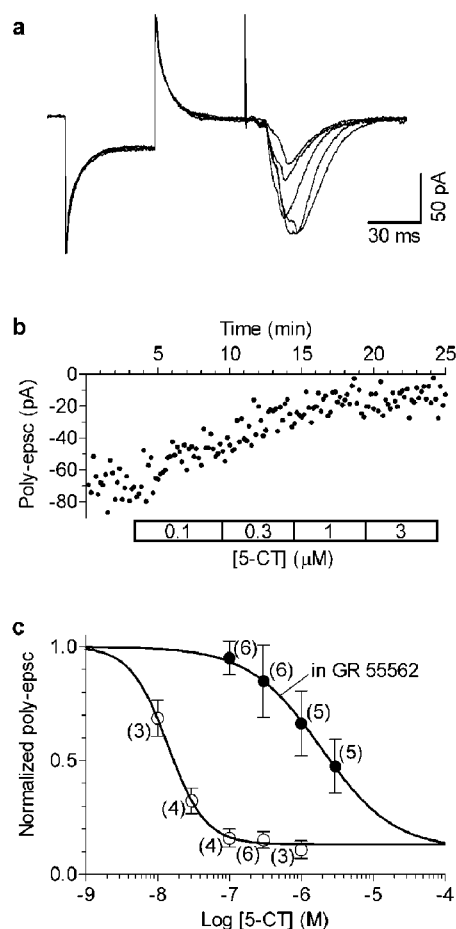 a
50 pA
30 ms
b
Time (min)
0 5 10 15 20 25
Poly-epsc (pA)
0
-20
-40
-60
-80
0.1 0.3 1 3
[5-CT] (μM)
c
Normalized poly-epsc
1.0
0.5
0.0
(6)
(6)
in GR 55562
(5)
(5)
(3)
(4)
(4) (6) (3)
-9 -8 -7 -6 -5 -4
Log [5-CT] (M)